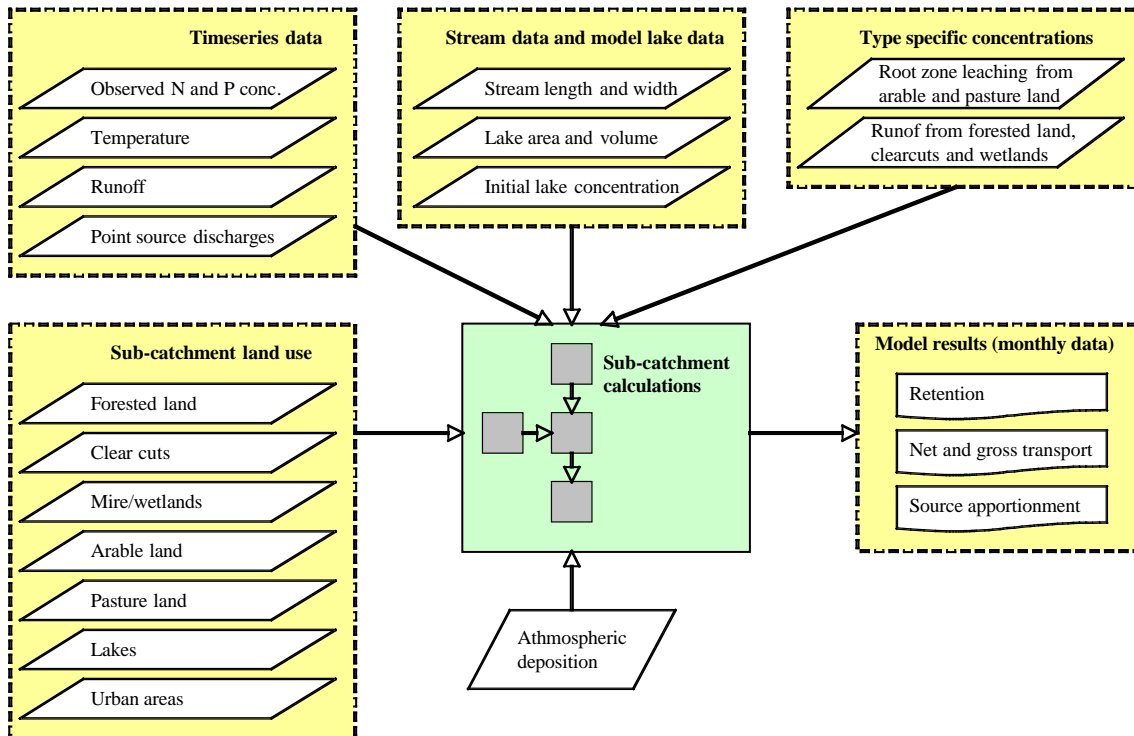 Timeseries data
Observed N and P conc.
Temperature
Runoff
Point source discharges
Stream data and model lake data
Stream length and width
Lake area and volume
Initial lake concentration
Type specific concentrations
Root zone leaching from
arable and pasture land
Runof from forested land,
clearcuts and wetlands
Sub-catchment land use
Forested land
Clear cuts
Mire/wetlands
Arable land
Pasture land
Lakes
Urban areas
Sub-catchment
calculations
Athmospheric
deposition
Model results (monthly data)
Retention
Net and gross transport
Source apportionment